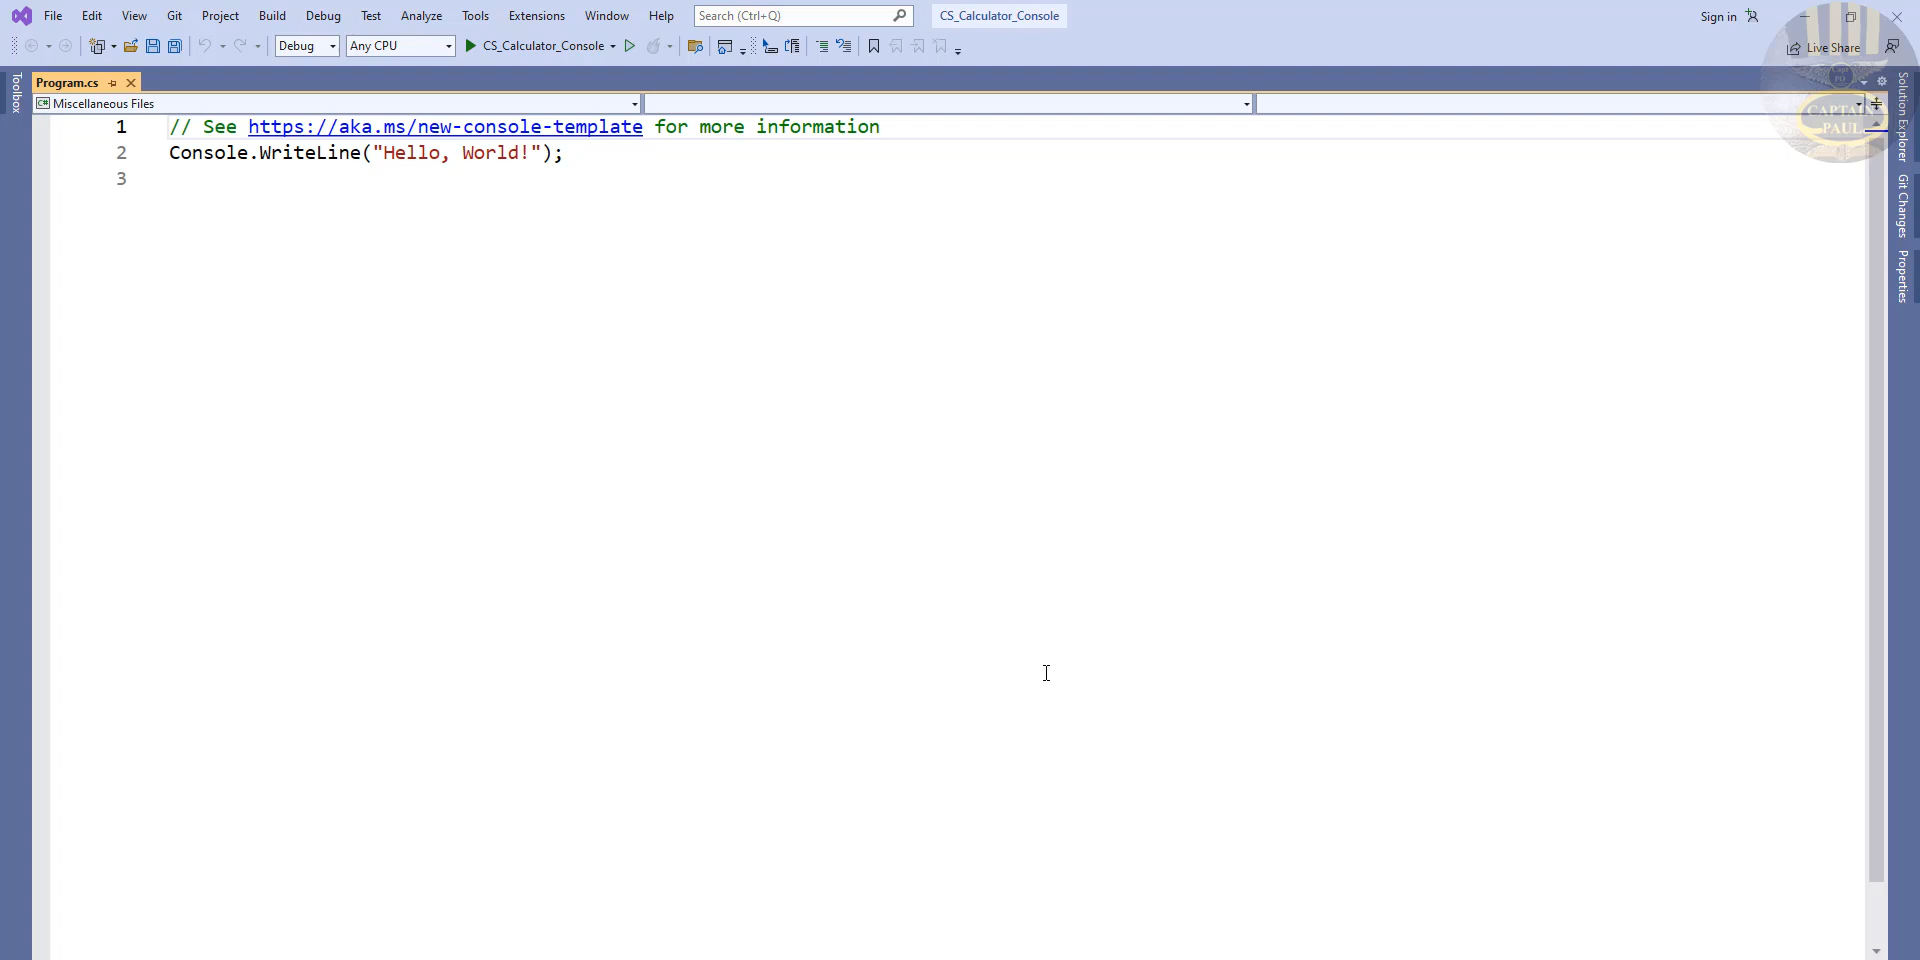 File Edit View Git Project Build Debug Test Analyze Tools Extensions Window Help Search (Ctrl+Q) CS_Calculator_Console Sign in
Debug Any CPU CS_Calculator_Console Live Share
Toolbox
Program.cs
C# Miscellaneous Files
1 // See https://aka.ms/new-console-template for more information
2 Console.WriteLine("Hello, World!");
3
CAPTAIN
PAUL
Solution Explorer
Git Changes
Properties